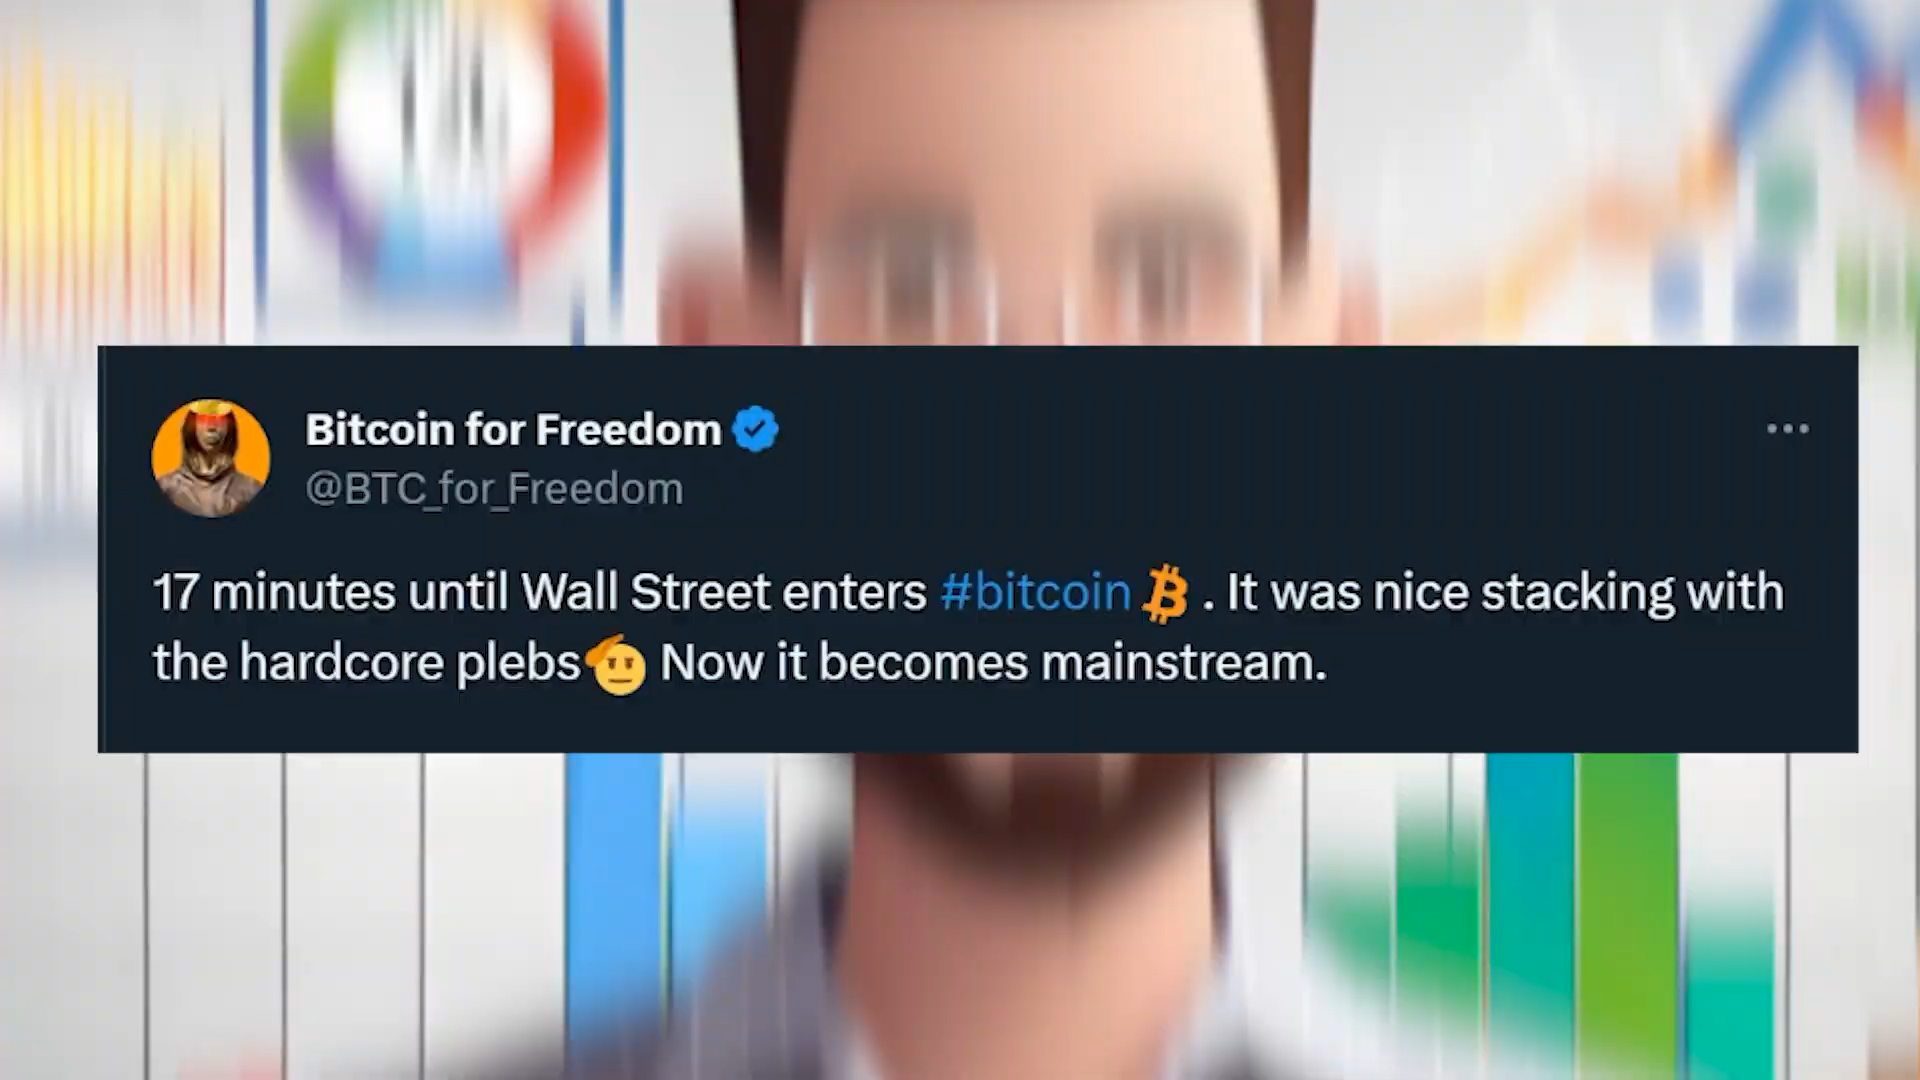 Bitcoin for Freedom
@BTC_for_Freedom
17 minutes until Wall Street enters #bitcoin . It was nice stacking with
the hardcore plebs🫡 Now it becomes mainstream.